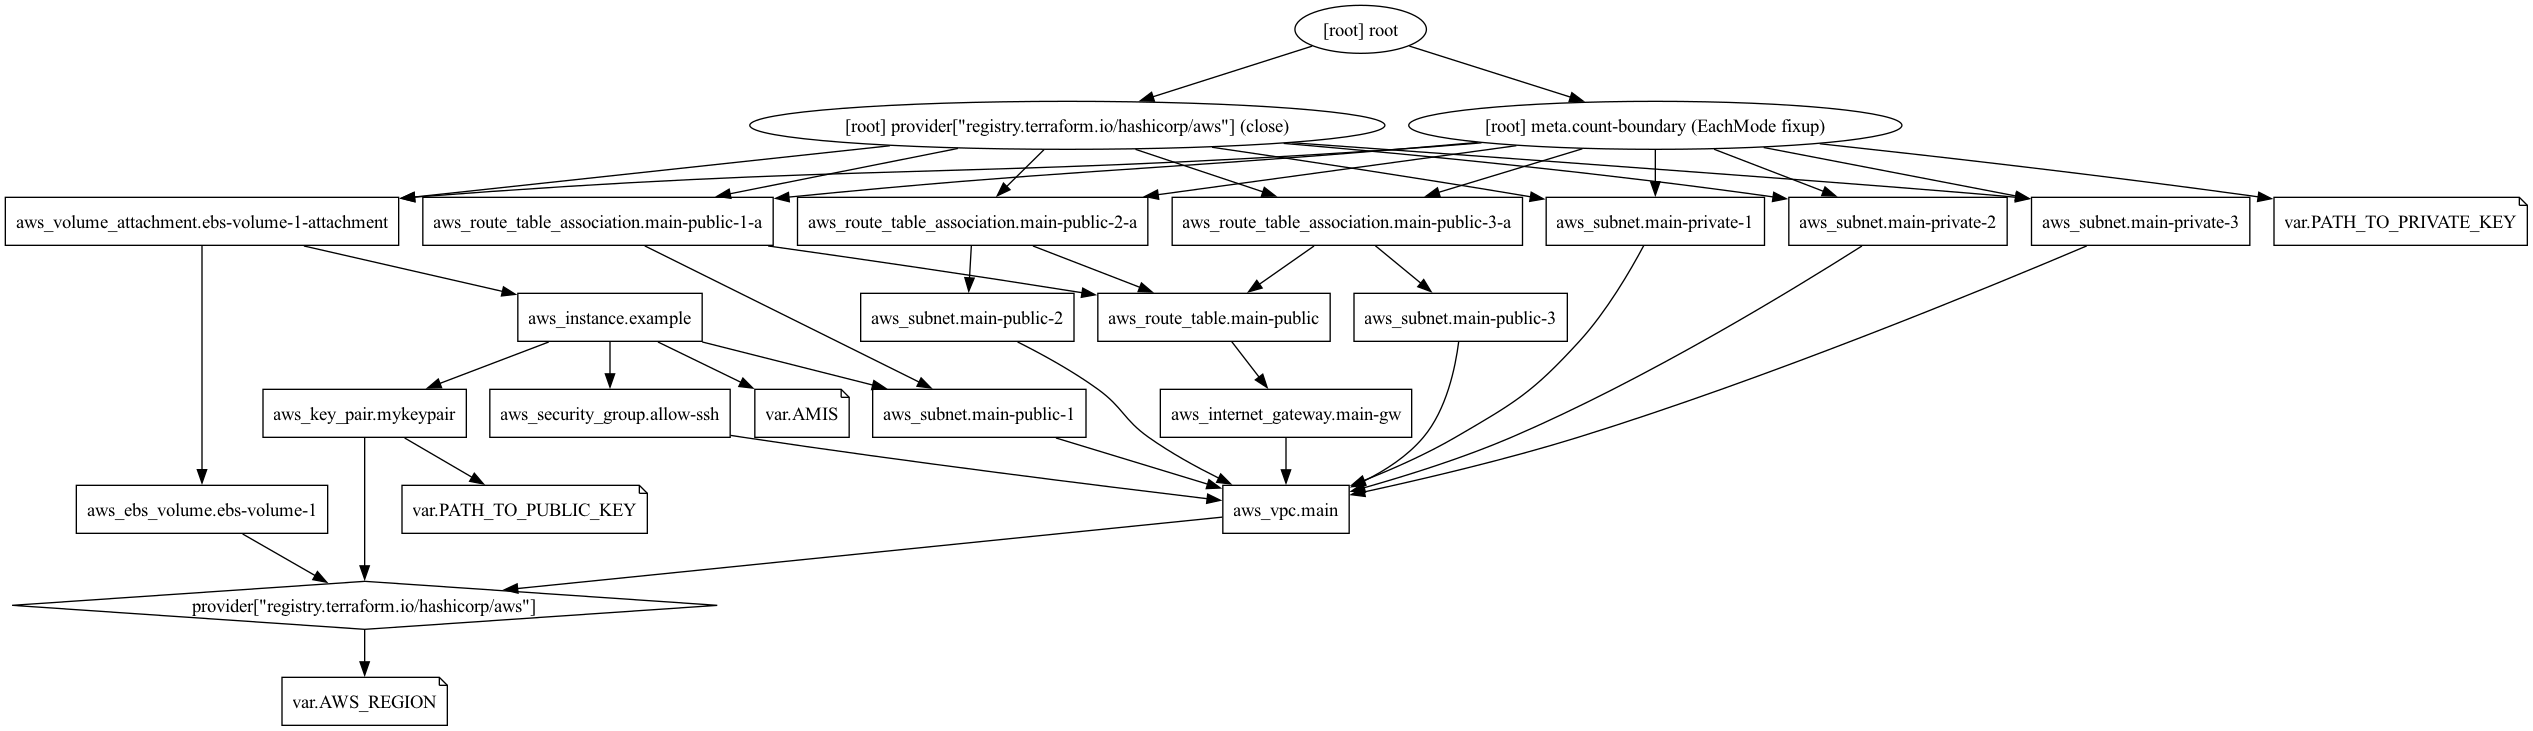 [root] root
[root] provider["registry.terraform.io/hashicorp/aws"] (close)
[root] meta.count-boundary (EachMode fixup)
aws_volume_attachment.ebs-volume-1-attachment
aws_route_table_association.main-public-1-a
aws_route_table_association.main-public-2-a
aws_route_table_association.main-public-3-a
aws_subnet.main-private-1
aws_subnet.main-private-2
aws_subnet.main-private-3
var.PATH_TO_PRIVATE_KEY
aws_instance.example
aws_subnet.main-public-2
aws_route_table.main-public
aws_subnet.main-public-3
aws_key_pair.mykeypair
aws_security_group.allow-ssh
var.AMIS
aws_subnet.main-public-1
aws_internet_gateway.main-gw
aws_ebs_volume.ebs-volume-1
var.PATH_TO_PUBLIC_KEY
aws_vpc.main
provider["registry.terraform.io/hashicorp/aws"]
var.AWS_REGION